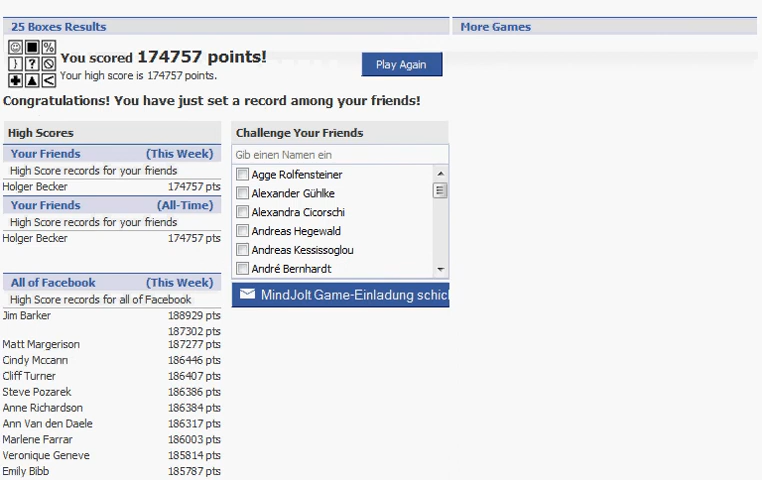 25 Boxes Results
More Games
You scored 174757 points!
Your high score is 174757 points.
Play Again
Congratulations! You have just set a record among your friends!
High Scores
Your Friends (This Week)
High Score records for your friends
Holger Becker 174757 pts
Your Friends (All-Time)
High Score records for your friends
Holger Becker 174757 pts
All of Facebook (This Week)
High Score records for all of Facebook
Jim Barker 188929 pts
187302 pts
Matt Margerison 187277 pts
Cindy Mccann 186446 pts
Cliff Turner 186407 pts
Steve Pozarek 186386 pts
Anne Richardson 186384 pts
Ann Van den Daele 186317 pts
Marlene Farrar 186003 pts
Veronique Geneve 185814 pts
Emily Bibb 185787 pts
Challenge Your Friends
Gib einen Namen ein
Agge Rolfensteiner
Alexander Gühlke
Alexandra Cicorschi
Andreas Hegewald
Andreas Kessissoglou
André Bernhardt
MindJolt Game-Einladung schic